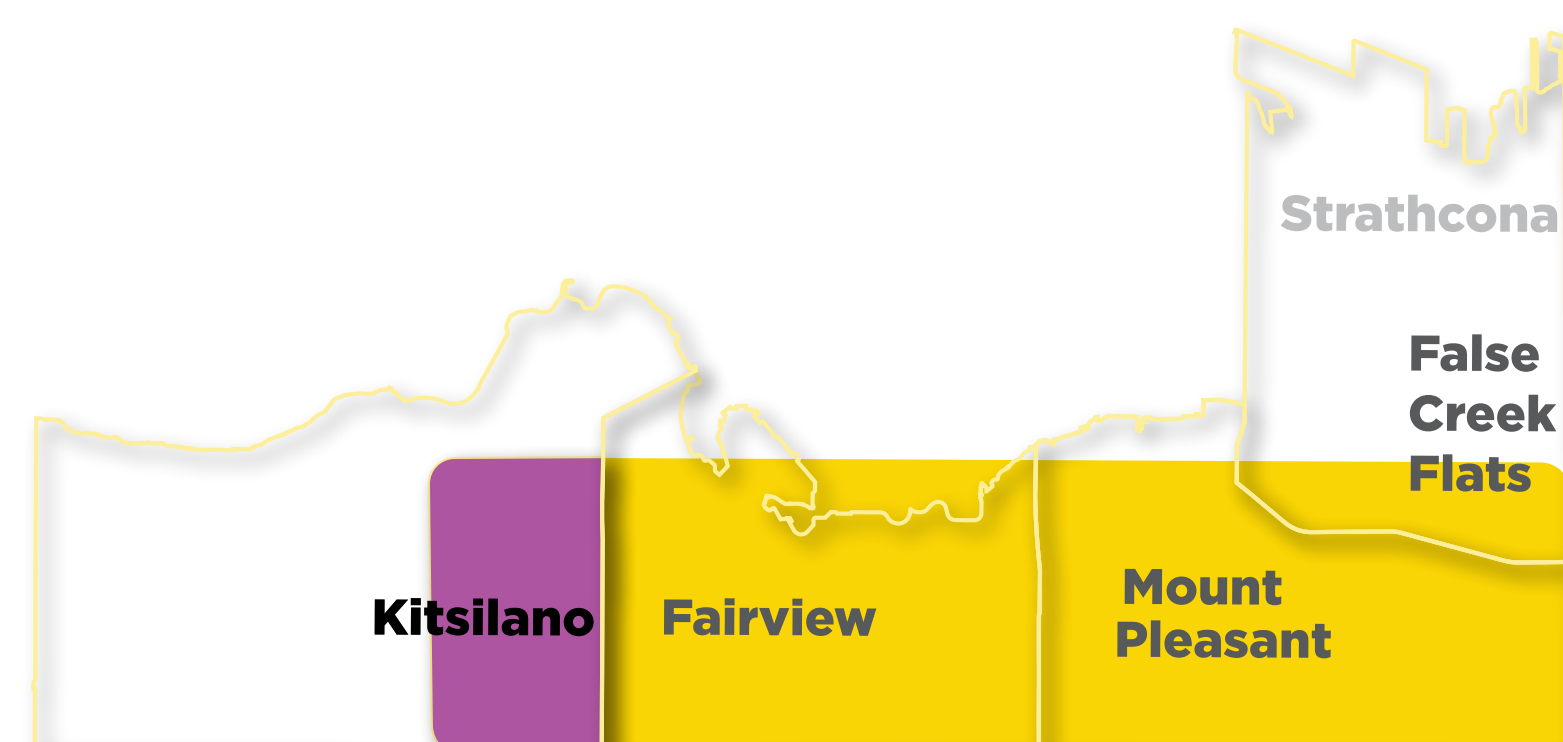 Strathcona
False
Creek
Flats
Kitsilano
Fairview
Mount
Pleasant